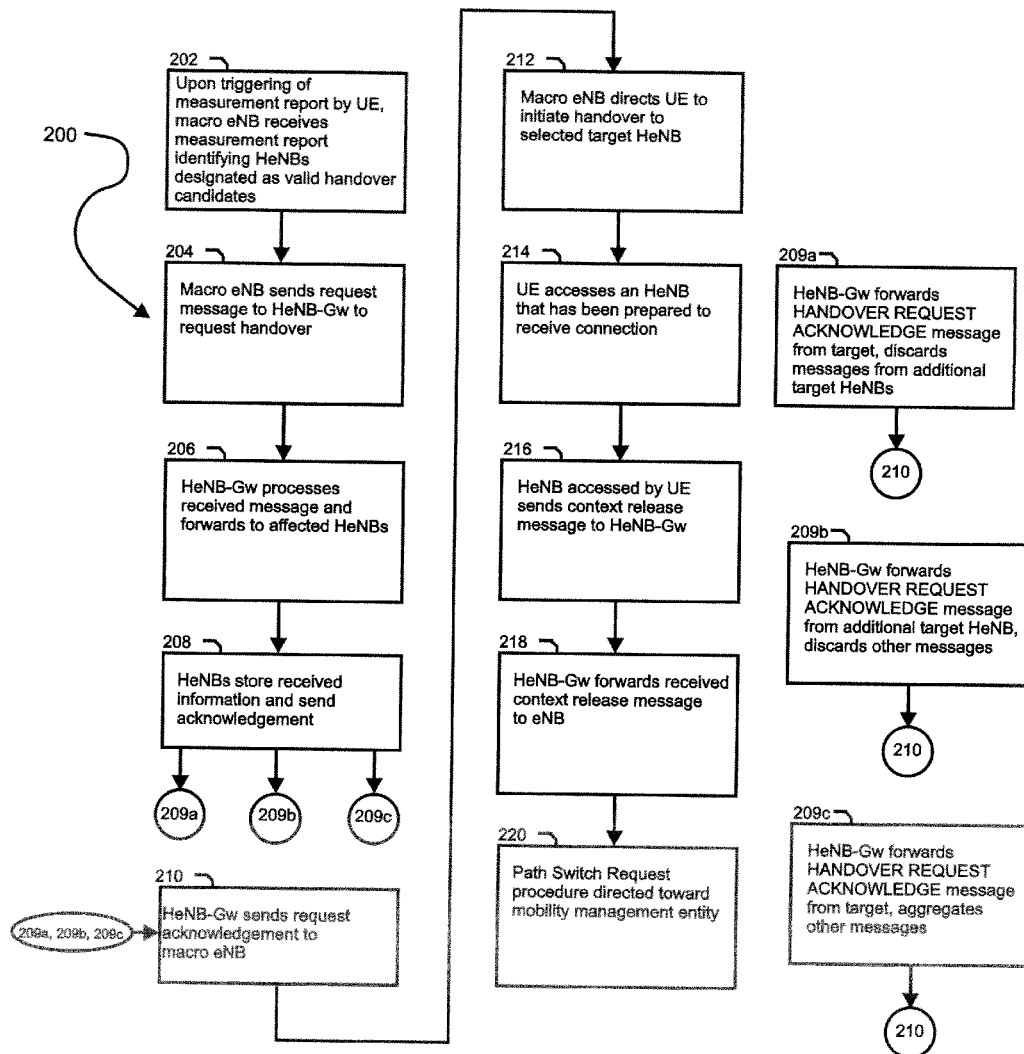 200
202
Upon triggering of
measurement report by UE,
macro eNB receives
measurement report
identifying HeNBs
designated as valid handover
candidates
204
Macro eNB sends request
message to HeNB-Gw to
request handover
206
HeNB-Gw processes
received message and
forwards to affected HeNBs
208
HeNBs store received
information and send
acknowledgement
209a
209b
209c
210
209a, 209b, 209c
HeNB-Gw sends request
acknowledgement to
macro eNB
212
Macro eNB directs UE to
initiate handover to
selected target HeNB
214
UE accesses an HeNB
that has been prepared to
receive connection
216
HeNB accessed by UE
sends context release
message to HeNB-Gw
218
HeNB-Gw forwards received
context release message
to eNB
220
Path Switch Request
procedure directed toward
mobility management entity
209a
HeNB-Gw forwards
HANDOVER REQUEST
ACKNOWLEDGE message
from target, discards
messages from additional
target HeNBs
210
209b
HeNB-Gw forwards
HANDOVER REQUEST
ACKNOWLEDGE message
from additional target HeNB,
discards other messages
210
209c
HeNB-Gw forwards
HANDOVER REQUEST
ACKNOWLEDGE message
from target, aggregates
other messages
210